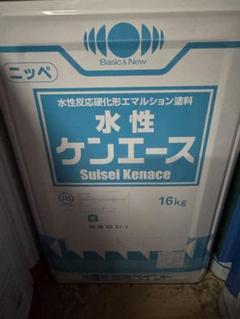 Basic & New
ニッペ
水性反応硬化形エマルション塗料
水性
ケンエース
Suisei Kenace
16kg
白